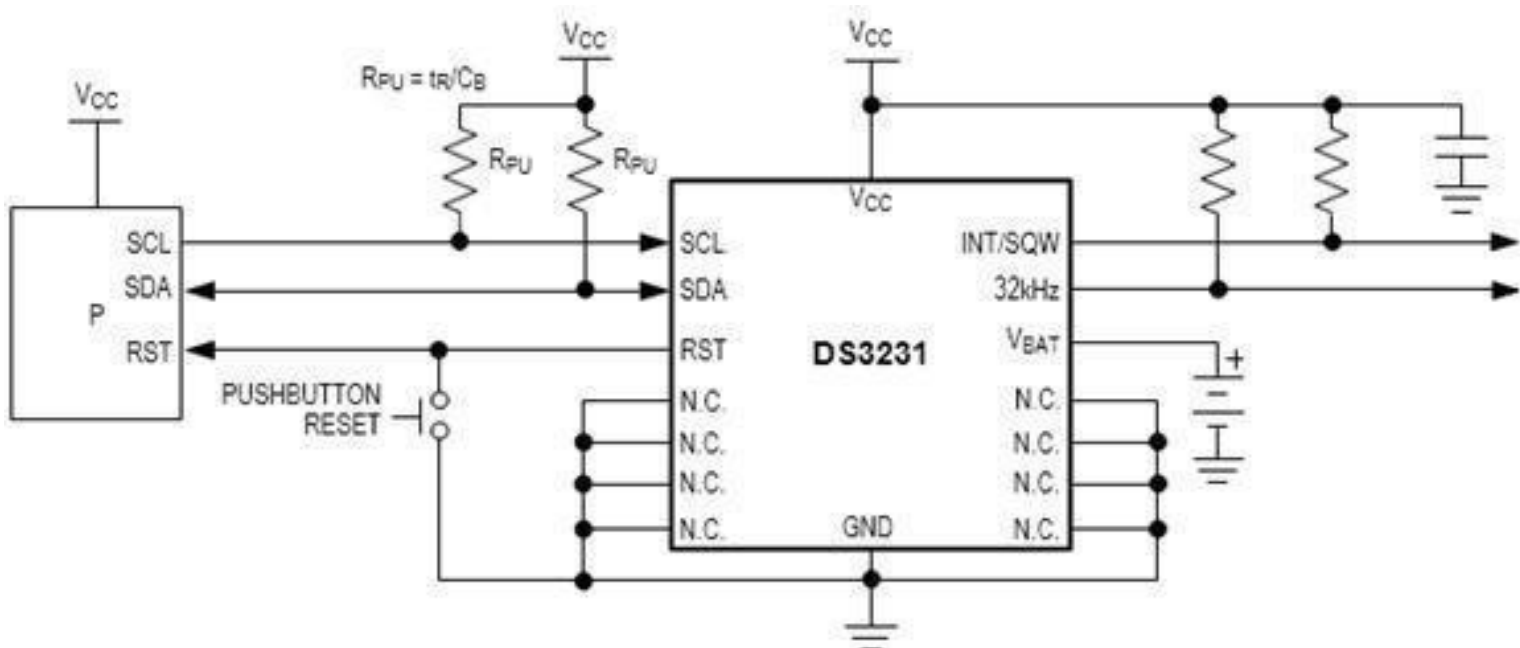 VCC
VCC
VCC
RPU = tR/CB
RPU
RPU
VCC
SCL
SCL
INT/SQW
SDA
SDA
32kHz
P
RST
RST
DS3231
VBAT
+
PUSHBUTTON
RESET
N.C.
N.C.
N.C.
N.C.
N.C.
N.C.
N.C.
N.C.
GND